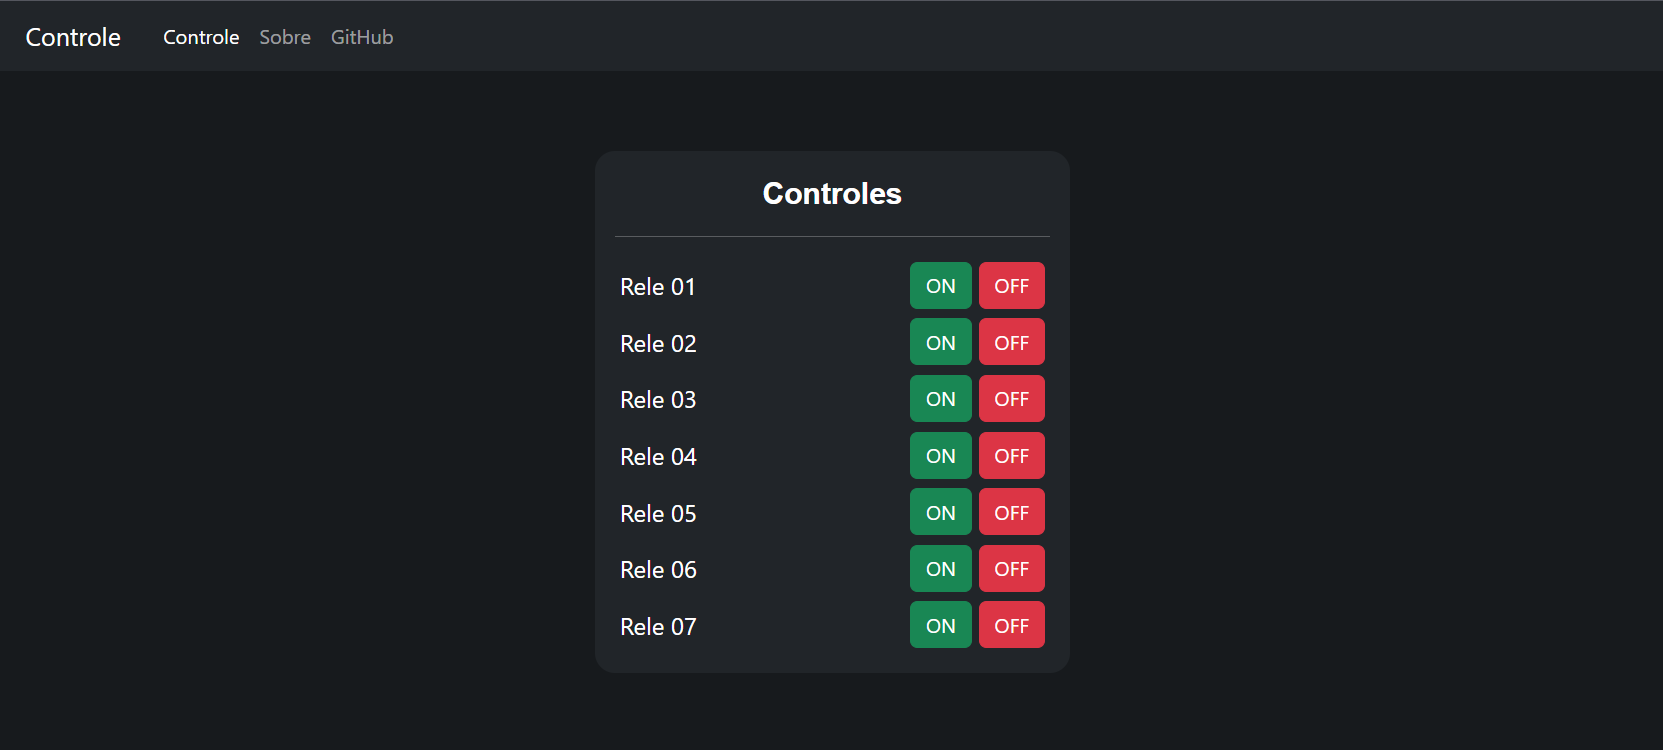 Controle Controle Sobre GitHub
Controles
Rele 01 ON OFF
Rele 02 ON OFF
Rele 03 ON OFF
Rele 04 ON OFF
Rele 05 ON OFF
Rele 06 ON OFF
Rele 07 ON OFF